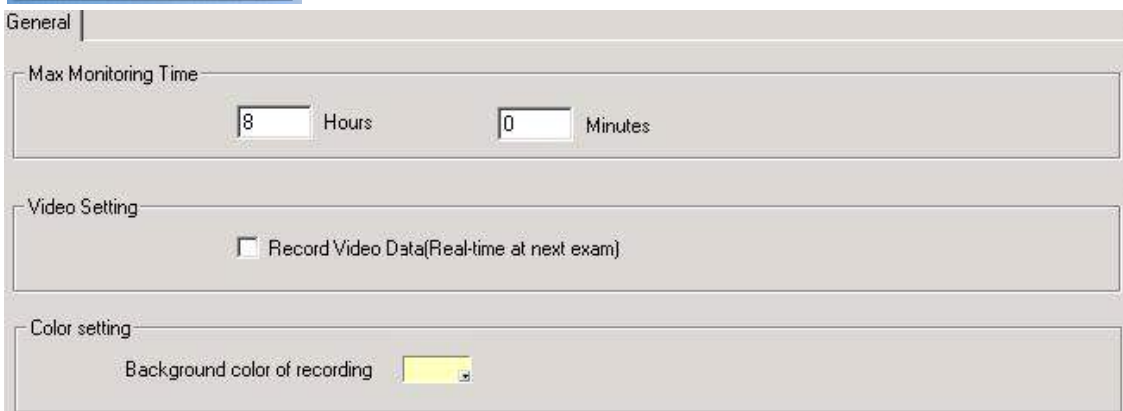 General
Max Monitoring Time
8 Hours 0 Minutes
Video Setting
Record Video Data(Real-time at next exam)
Color setting
Background color of recording